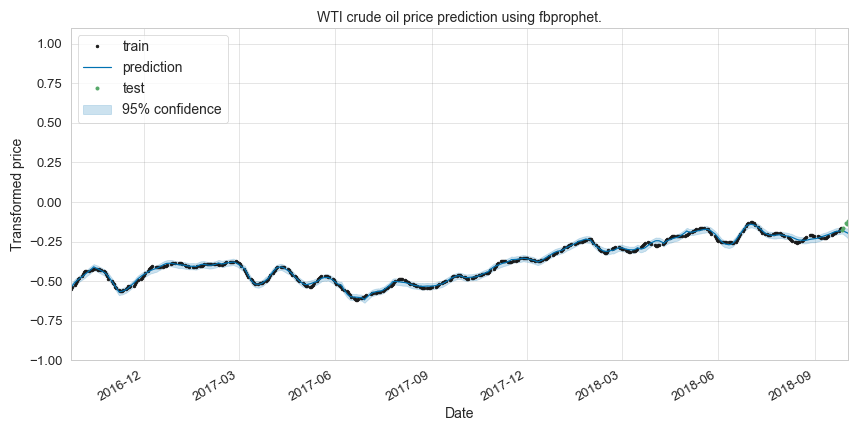 WTI crude oil price prediction using fbprophet.
train
prediction
test
95% confidence
1.00
0.75
0.50
0.25
0.00
−0.25
−0.50
−0.75
−1.00
Transformed price
2016-12
2017-03
2017-06
2017-09
2017-12
2018-03
2018-06
2018-09
Date